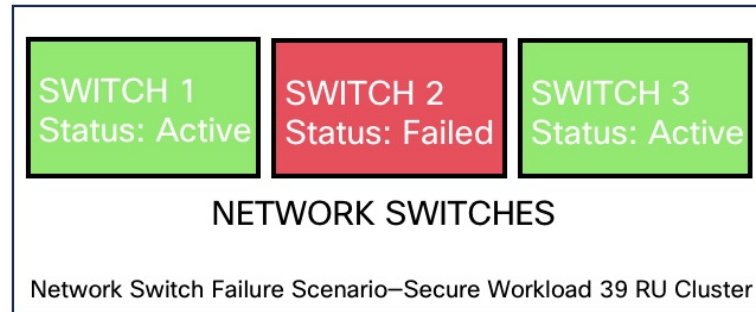 SWITCH 1
Status: Active
SWITCH 2
Status: Failed
SWITCH 3
Status: Active
NETWORK SWITCHES
Network Switch Failure Scenario—Secure Workload 39 RU Cluster